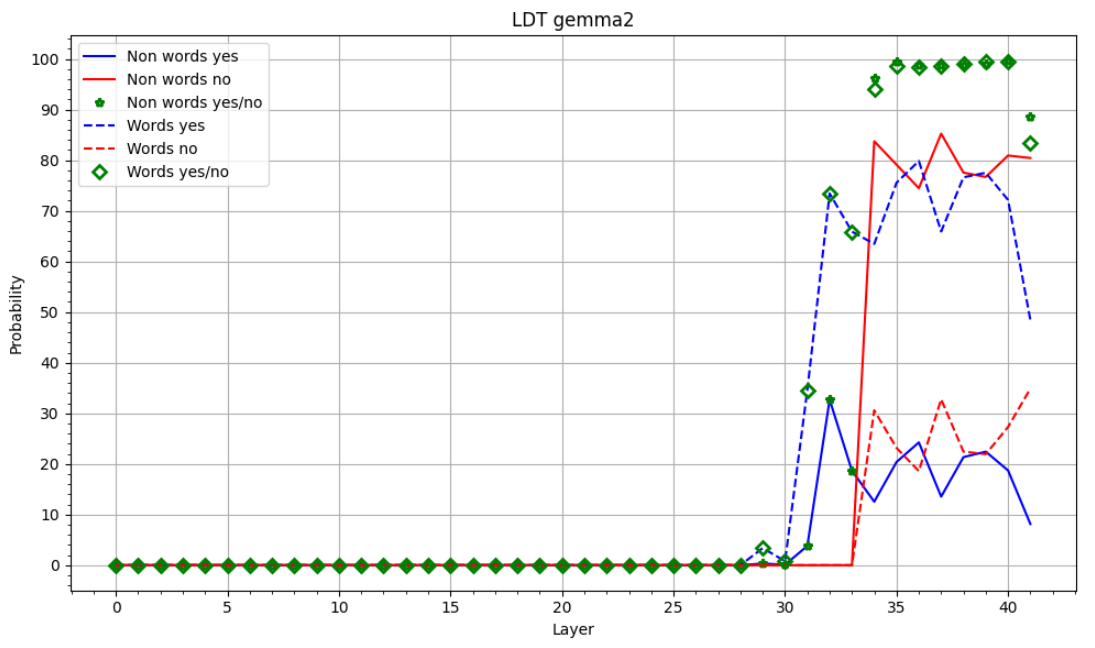 LDT gemma2
Non words yes
Non words no
Non words yes/no
Words yes
Words no
Words yes/no
Probability
100
90
80
70
60
50
40
30
20
10
0
0 5 10 15 20 25 30 35 40
Layer